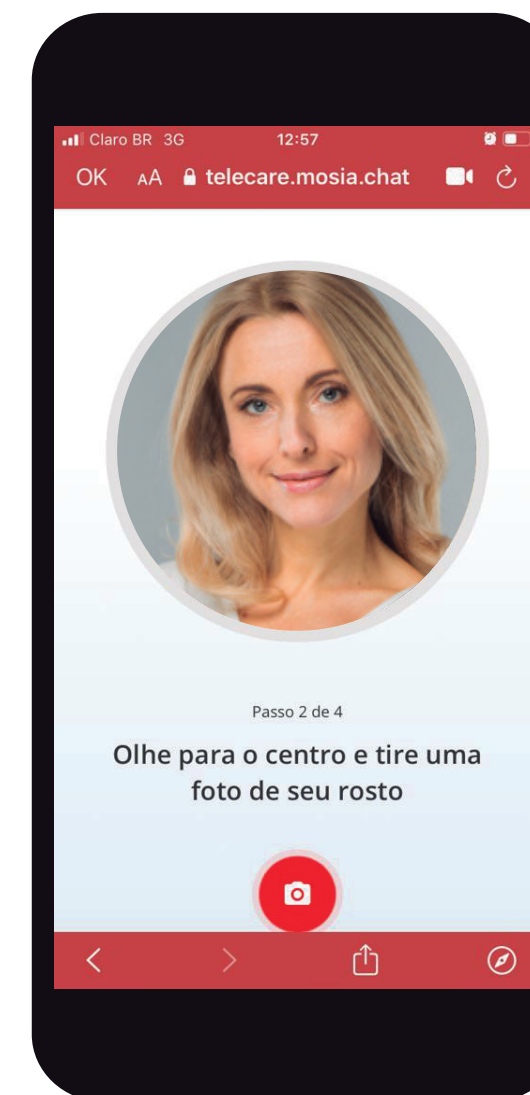 Claro BR 3G 12:57
OK AA telecare.mosia.chat
Passo 2 de 4
Olhe para o centro e tire uma
foto de seu rosto